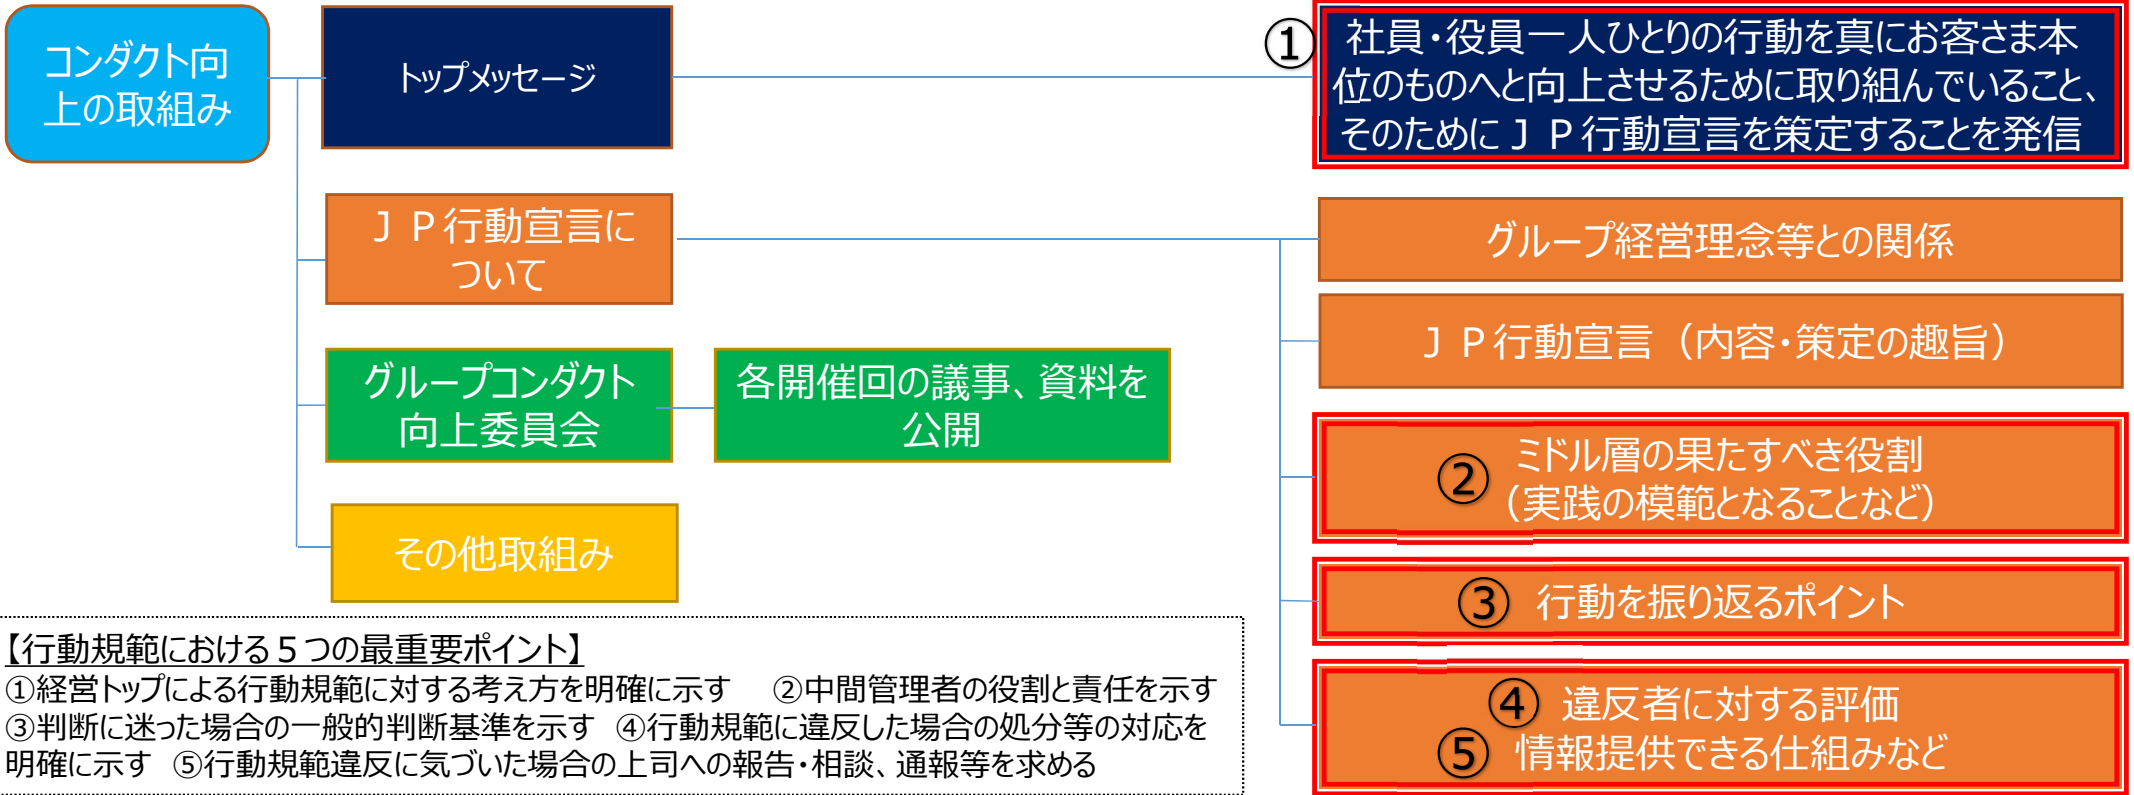 コンダクト向
上の取組み
トップメッセージ
①
社員・役員一人ひとりの行動を真にお客さま本
位のものへと向上させるために取り組んでいること、
そのためにＪＰ行動宣言を策定することを発信
ＪＰ行動宣言に
ついて
グループ経営理念等との関係
ＪＰ行動宣言（内容・策定の趣旨）
グループコンダクト
向上委員会
各開催回の議事、資料を
公開
② ミドル層の果たすべき役割
（実践の模範となることなど）
その他取組み
③ 行動を振り返るポイント
④ 違反者に対する評価
⑤ 情報提供できる仕組みなど
【行動規範における５つの最重要ポイント】
①経営トップによる行動規範に対する考え方を明確に示す　②中間管理者の役割と責任を示す
③判断に迷った場合の一般的判断基準を示す ④行動規範に違反した場合の処分等の対応を
明確に示す ⑤行動規範違反に気づいた場合の上司への報告・相談、通報等を求める